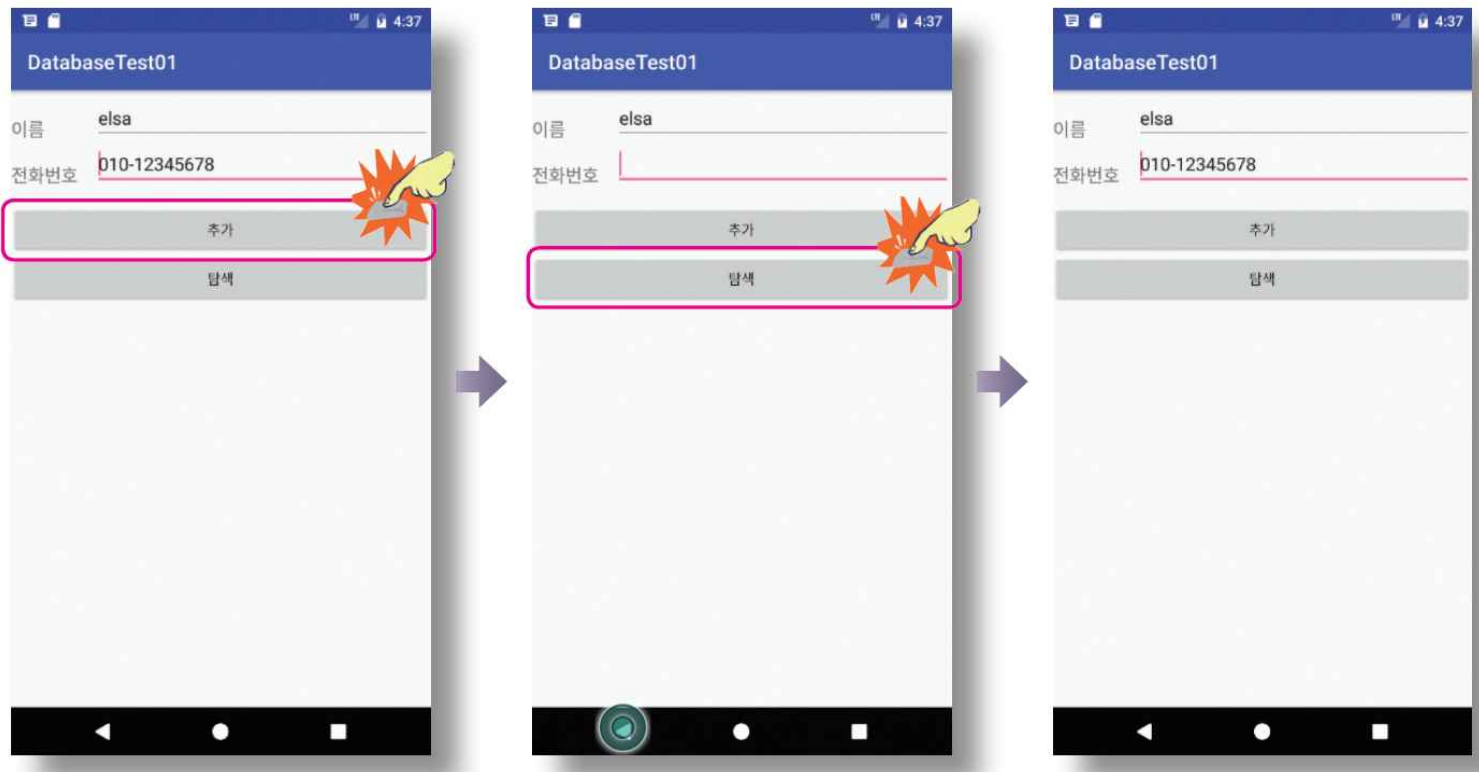 4:37
DatabaseTest01
이름 elsa
전화번호 010-12345678
추가
탐색
4:37
DatabaseTest01
이름 elsa
전화번호
추가
탐색
4:37
DatabaseTest01
이름 elsa
전화번호 010-12345678
추가
탐색